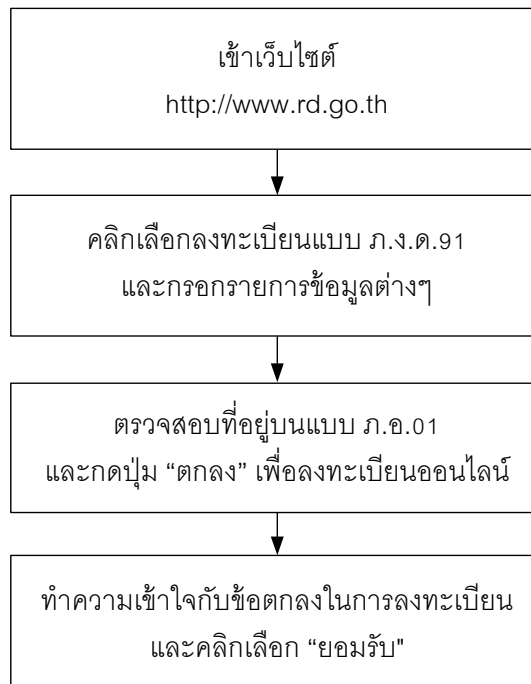 เข้าเว็บไซต์
http://www.rd.go.th
คลิกเลือกลงทะเบียนแบบ ภ.ง.ด.91
และกรอกรายการข้อมูลต่างๆ
ตรวจสอบที่อยู่บนแบบ ภ.อ.01
และกดปุ่ม “ตกลง” เพื่อลงทะเบียนออนไลน์
ทำความเข้าใจกับข้อตกลงในการลงทะเบียน
และคลิกเลือก “ยอมรับ"